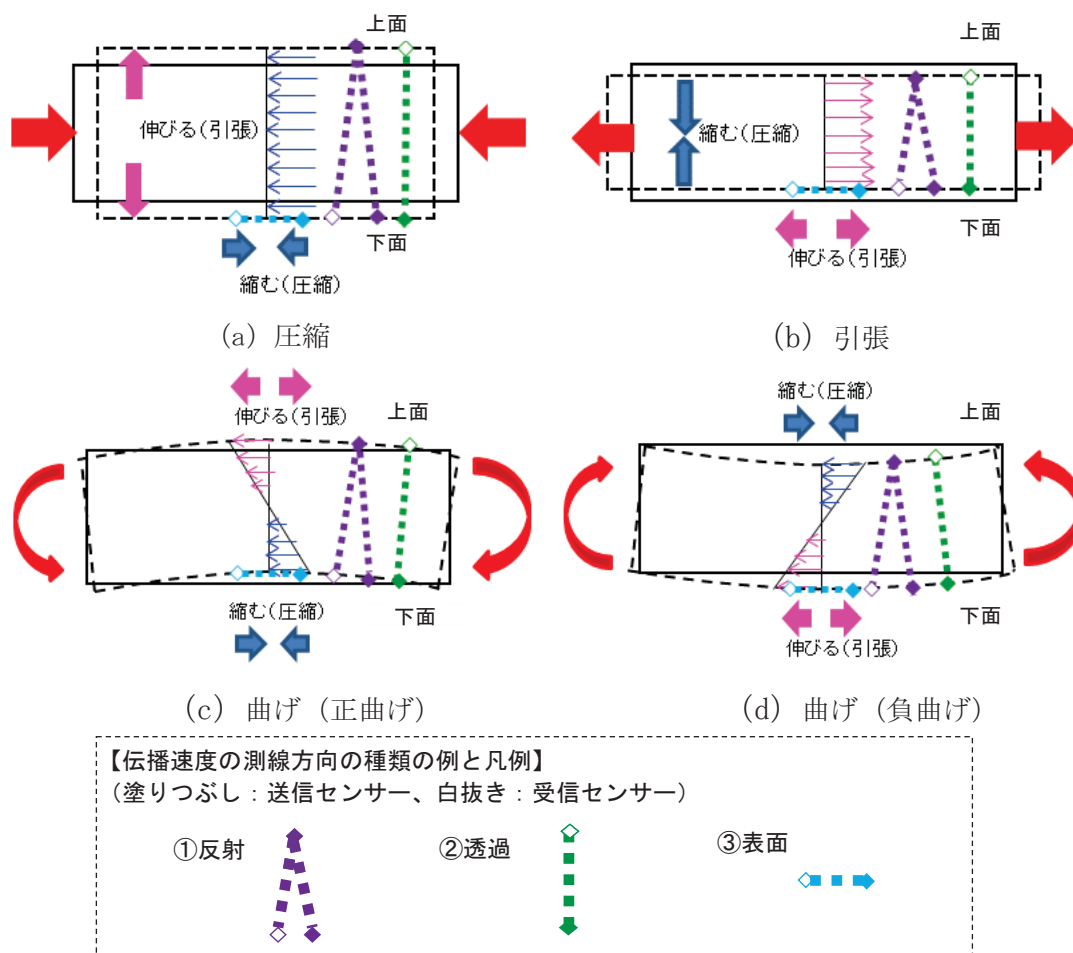 上面
伸びる(引張)
下面
縮む(圧縮)
(a) 圧縮
上面
縮む(圧縮)
下面
伸びる(引張)
(b) 引張
伸びる(引張)
上面
縮む(圧縮)
下面
(c) 曲げ (正曲げ)
縮む(圧縮)
上面
下面
伸びる(引張)
(d) 曲げ (負曲げ)
【伝播速度の測線方向の種類の例と凡例】
(塗りつぶし：送信センサー、白抜き：受信センサー)
①反射
②透過
③表面